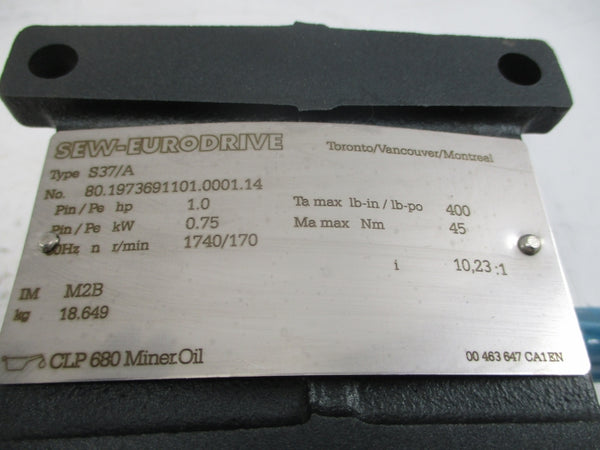 SEW-EURODRIVE Toronto/Vancouver/Montreal
Type S37/A
No. 80.1973691101.0001.14
Pin/Pe hp 1.0 Ta max lb-in / lb-po 400
Pin/Pe kW 0.75 Ma max Nm 45
0Hz n r/min 1740/170
i 10,23 :1
IM M2B
kg 18.649
CLP 680 Miner.Oil 00 463 647 CA1EN